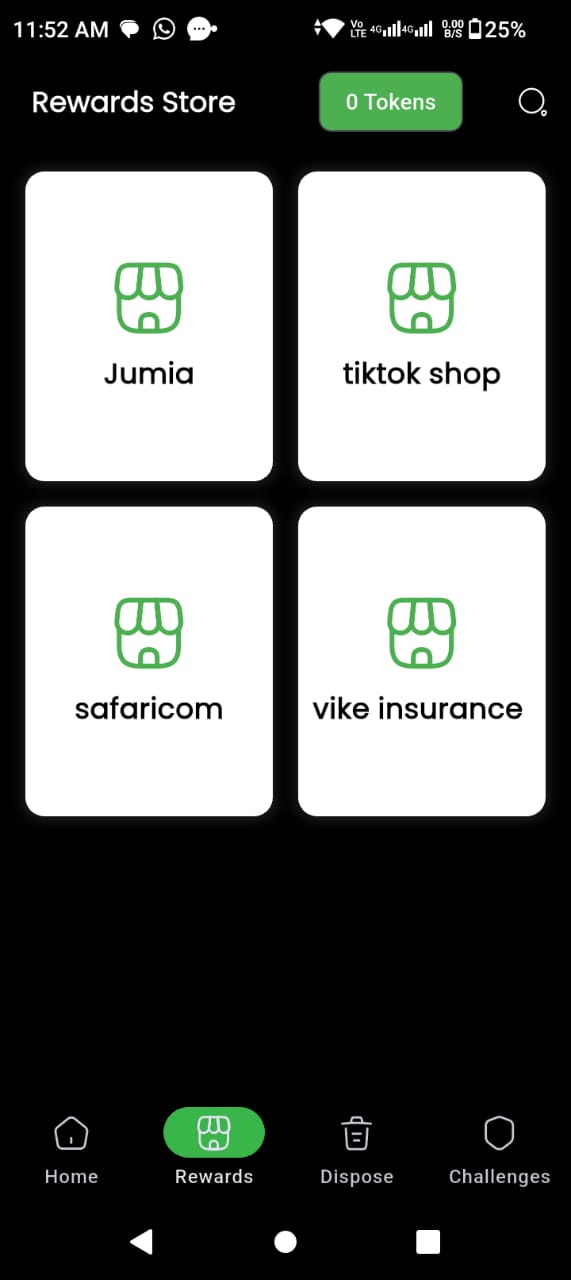 11:52 AM Vo LTE 4G 4G 0.00 B/S 25%
Rewards Store 0 Tokens
Jumia tiktok shop
safaricom vike insurance
Home Rewards Dispose Challenges